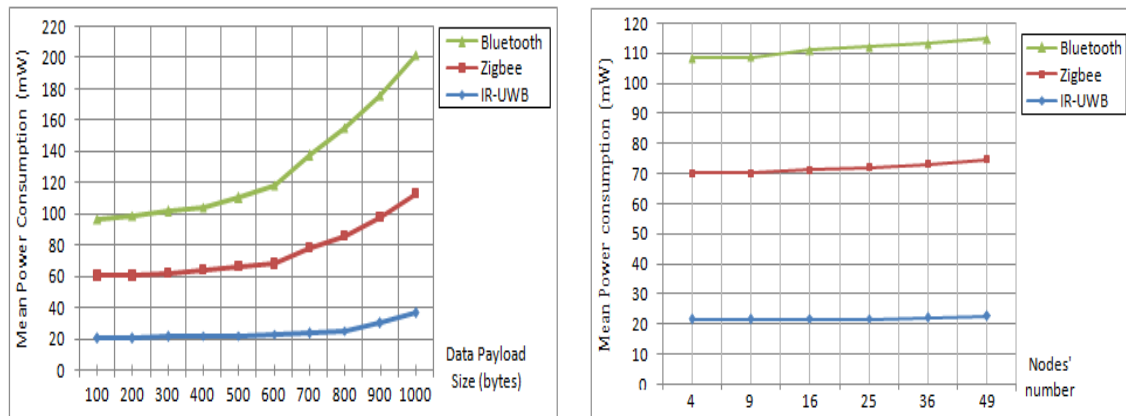 Mean Power Consumption (mW)
220
200
180
160
140
120
100
80
60
40
20
0
100 200 300 400 500 600 700 800 900 1000
Data Payload
Size (bytes)
Bluetooth
Zigbee
IR-UWB
Mean Power consumption (mW)
120
110
100
90
80
70
60
50
40
30
20
10
0
4 9 16 25 36 49
Nodes'
number
Bluetooth
Zigbee
IR-UWB